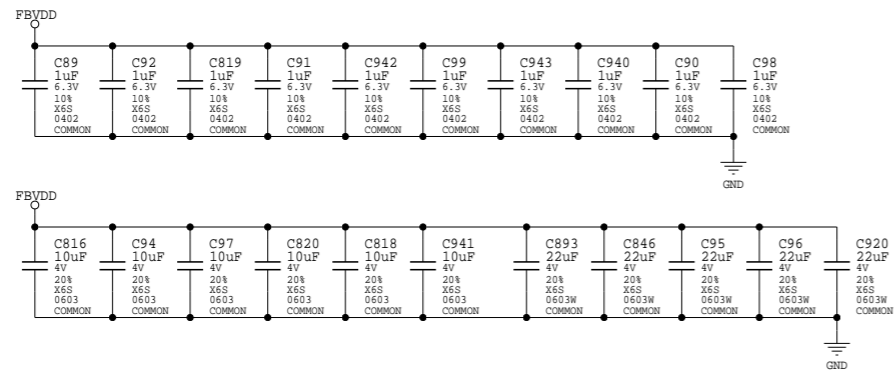 FBVDD
C89
1uF
6.3V
10%
X6S
0402
COMMON
C92
1uF
6.3V
10%
X6S
0402
COMMON
C819
1uF
6.3V
10%
X6S
0402
COMMON
C91
1uF
6.3V
10%
X6S
0402
COMMON
C942
1uF
6.3V
10%
X6S
0402
COMMON
C99
1uF
6.3V
10%
X6S
0402
COMMON
C943
1uF
6.3V
10%
X6S
0402
COMMON
C940
1uF
6.3V
10%
X6S
0402
COMMON
C90
1uF
6.3V
10%
X6S
0402
COMMON
C98
1uF
6.3V
10%
X6S
0402
COMMON
GND
FBVDD
C816
10uF
4V
20%
X6S
0603
COMMON
C94
10uF
4V
20%
X6S
0603
COMMON
C97
10uF
4V
20%
X6S
0603
COMMON
C820
10uF
4V
20%
X6S
0603
COMMON
C818
10uF
4V
20%
X6S
0603
COMMON
C941
10uF
4V
20%
X6S
0603
COMMON
C893
22uF
4V
20%
X6S
0603W
COMMON
C846
22uF
4V
20%
X6S
0603W
COMMON
C95
22uF
4V
20%
X6S
0603W
COMMON
C96
22uF
4V
20%
X6S
0603W
COMMON
C920
22uF
4V
20%
X6S
0603W
COMMON
GND